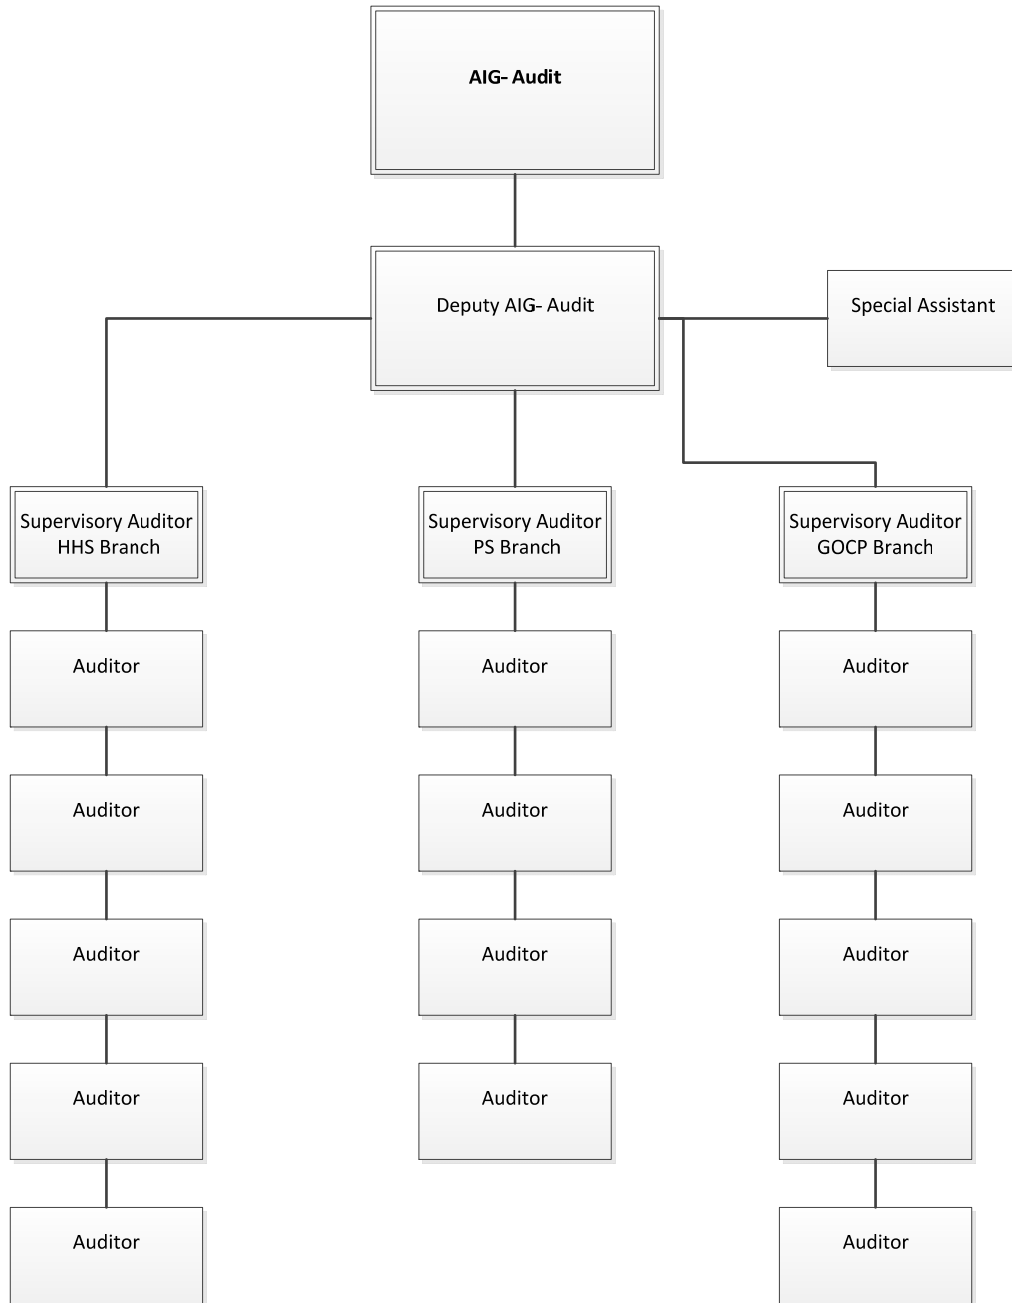 AIG- Audit
Deputy AIG- Audit
Special Assistant
Supervisory Auditor
HHS Branch
Supervisory Auditor
PS Branch
Supervisory Auditor
GOCP Branch
Auditor
Auditor
Auditor
Auditor
Auditor
Auditor
Auditor
Auditor
Auditor
Auditor
Auditor
Auditor
Auditor
Auditor